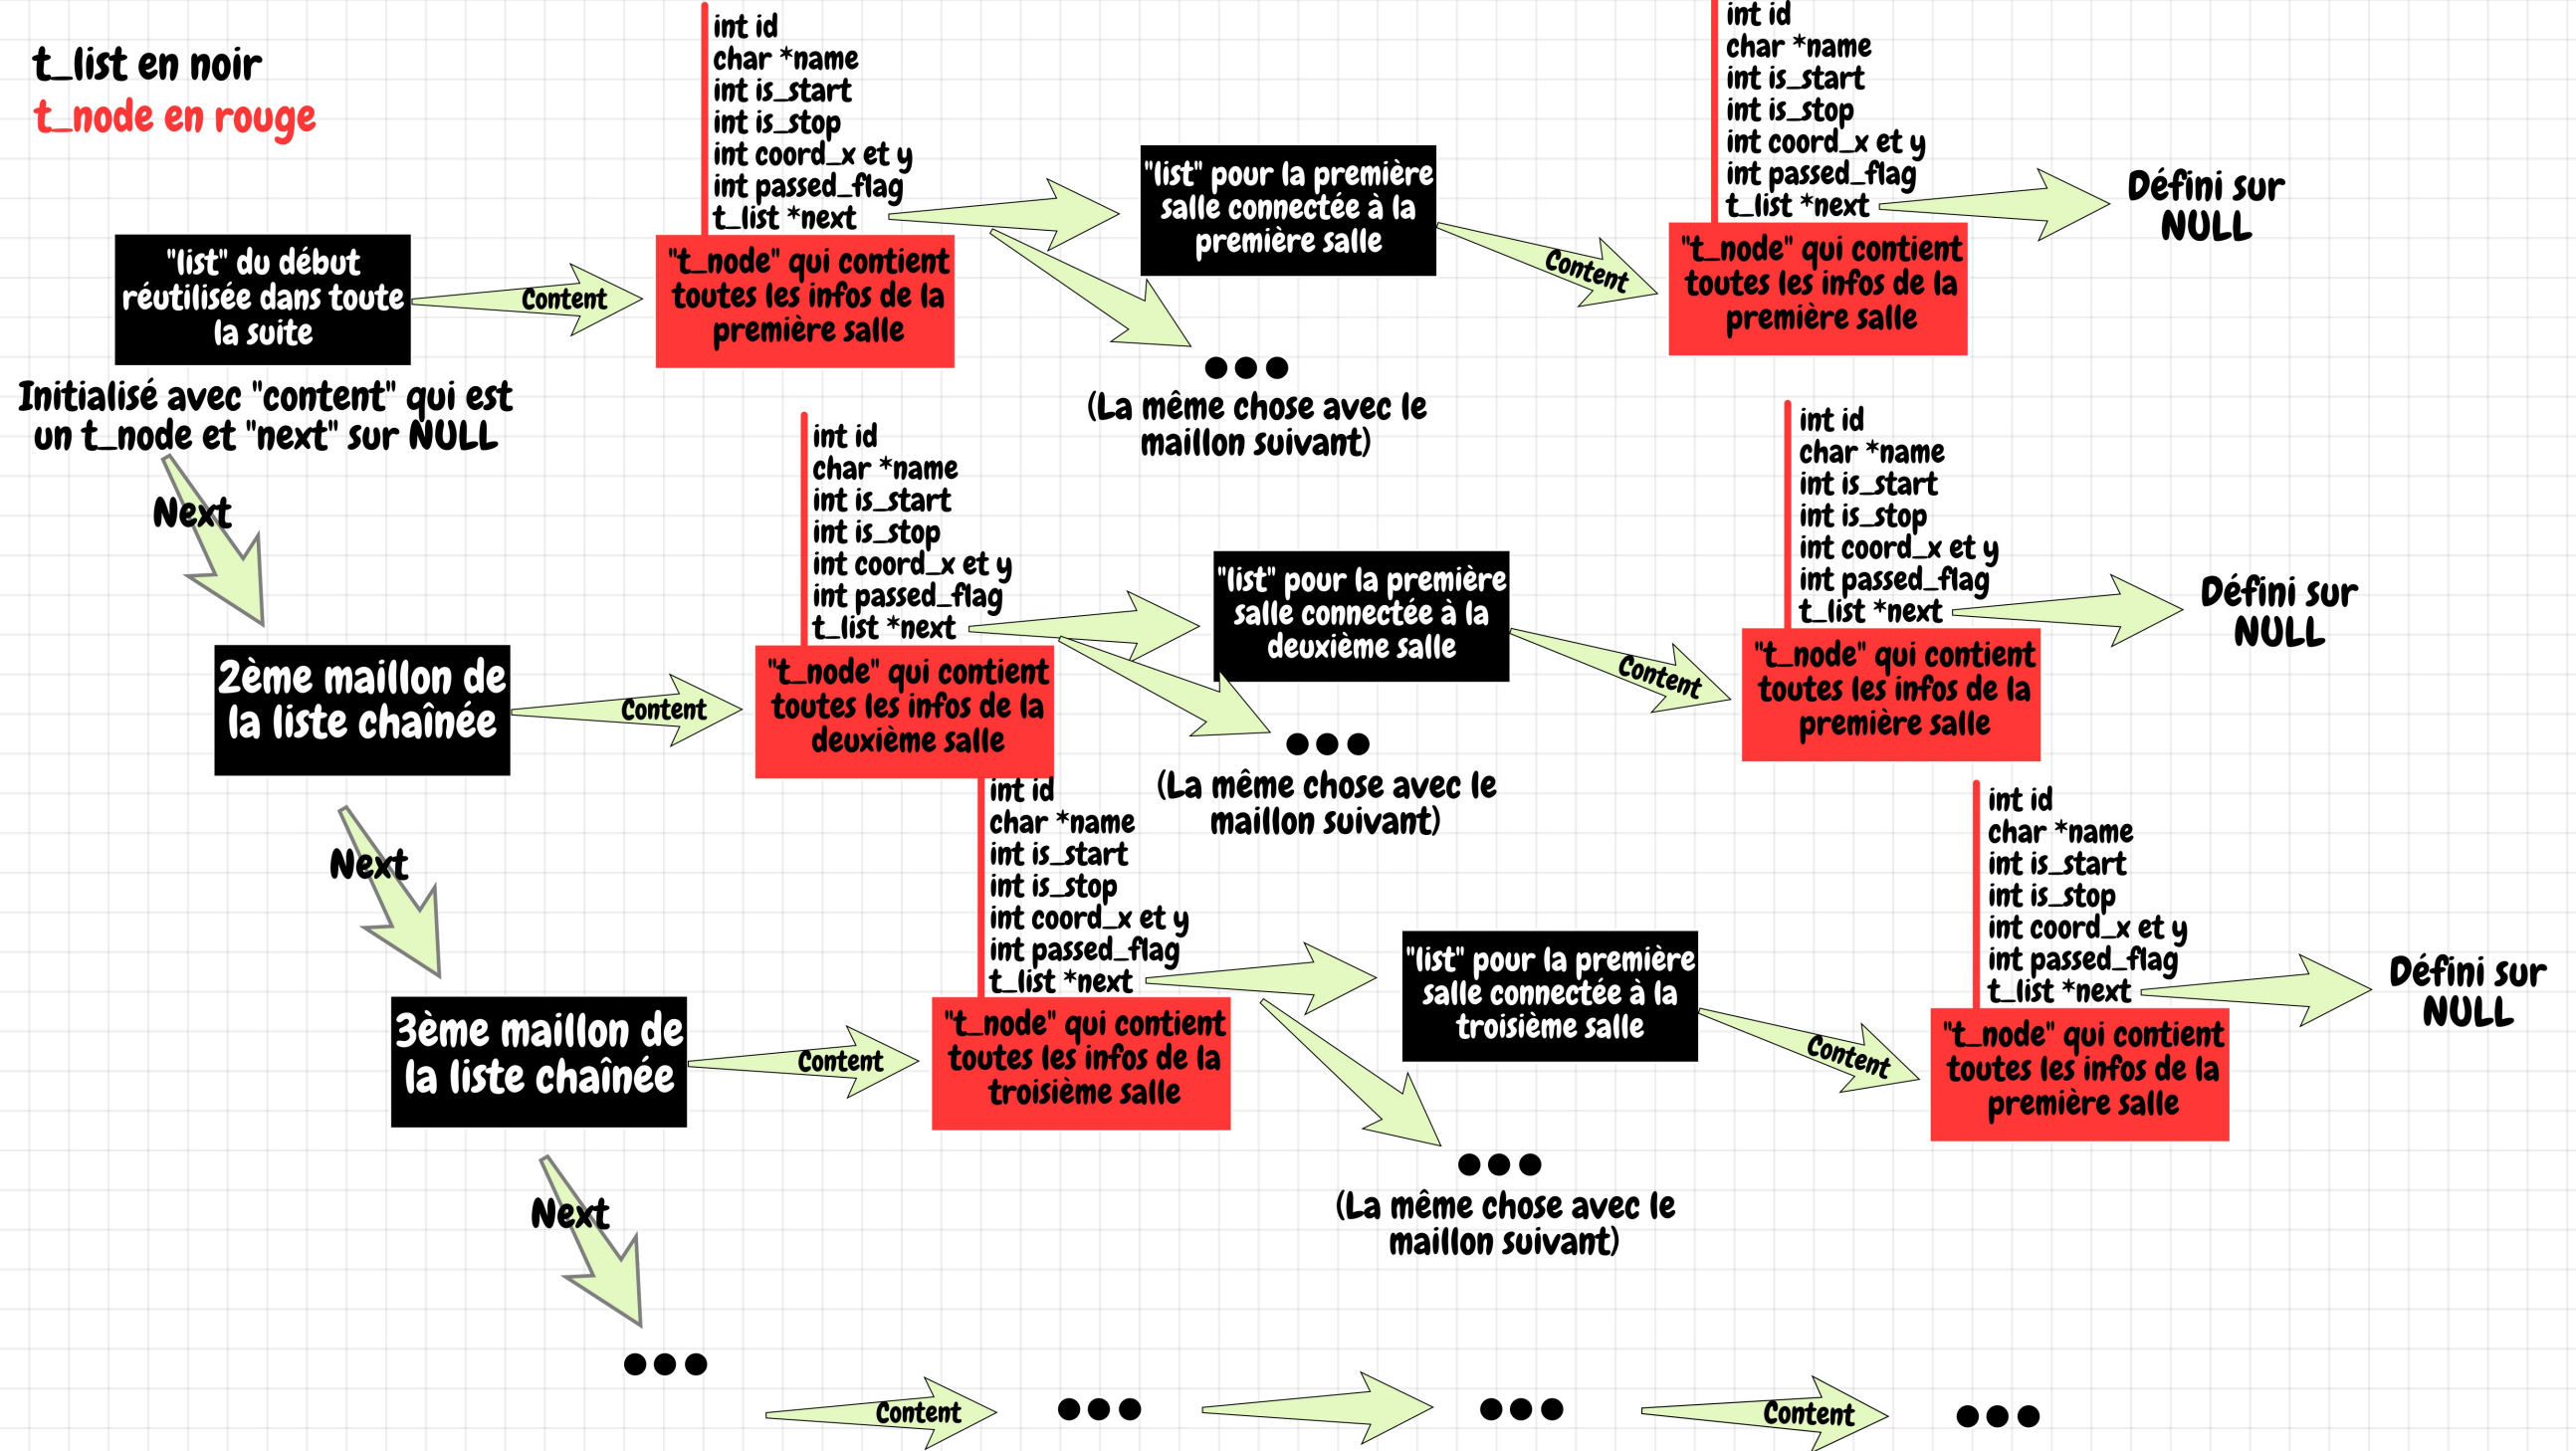 t_list en noir
t_node en rouge
int id
char *name
int is_start
int is_stop
int coord_x et y
int passed_flag
t_list *next
"list" du début
réutilisée dans toute
la suite
Content
"t_node" qui contient
toutes les infos de la
première salle
"list" pour la première
salle connectée à la
première salle
Content
int id
char *name
int is_start
int is_stop
int coord_x et y
int passed_flag
t_list *next
"t_node" qui contient
toutes les infos de la
première salle
Défini sur
NULL
Initialisé avec "content" qui est
un t_node et "next" sur NULL
(La même chose avec le
maillon suivant)
Next
2ème maillon de
la liste chaînée
Content
int id
char *name
int is_start
int is_stop
int coord_x et y
int passed_flag
t_list *next
"t_node" qui contient
toutes les infos de la
deuxième salle
"list" pour la première
salle connectée à la
deuxième salle
Content
int id
char *name
int is_start
int is_stop
int coord_x et y
int passed_flag
t_list *next
"t_node" qui contient
toutes les infos de la
première salle
Défini sur
NULL
(La même chose avec le
maillon suivant)
Next
3ème maillon de
la liste chaînée
Content
int id
char *name
int is_start
int is_stop
int coord_x et y
int passed_flag
t_list *next
"t_node" qui contient
toutes les infos de la
troisième salle
"list" pour la première
salle connectée à la
troisième salle
Content
int id
char *name
int is_start
int is_stop
int coord_x et y
int passed_flag
t_list *next
"t_node" qui contient
toutes les infos de la
première salle
Défini sur
NULL
(La même chose avec le
maillon suivant)
Next
Content
Content